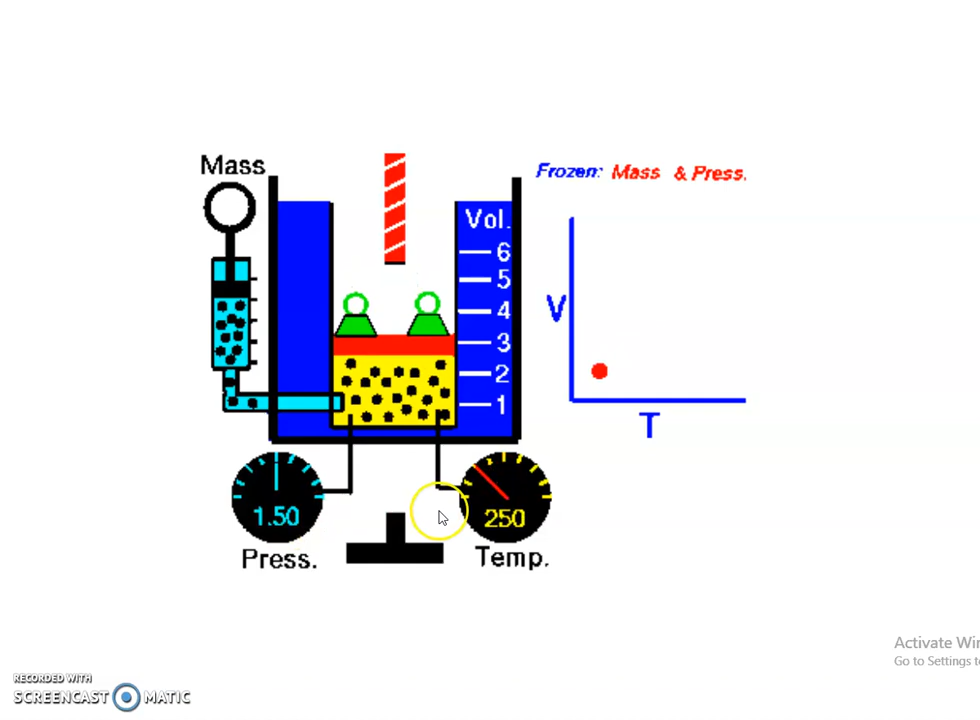 Mass
Frozen: Mass & Press.
Vol.
6
5
4
3
2
1
V
T
1.50
250
Press.
Temp.
Activate Win
Go to Settings t
RECORDED WITH
SCREENCAST MATIC